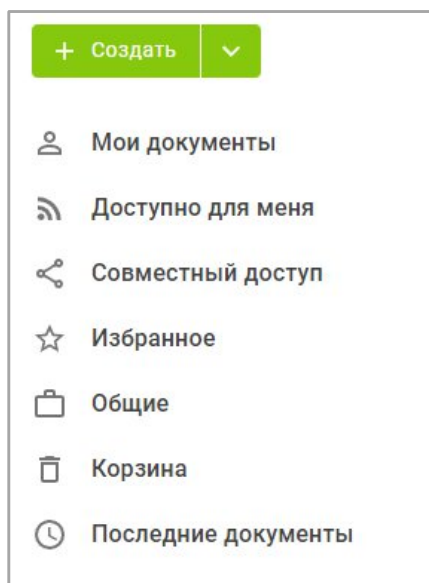 + Создать
Мои документы
Доступно для меня
Совместный доступ
Избранное
Общие
Корзина
Последние документы